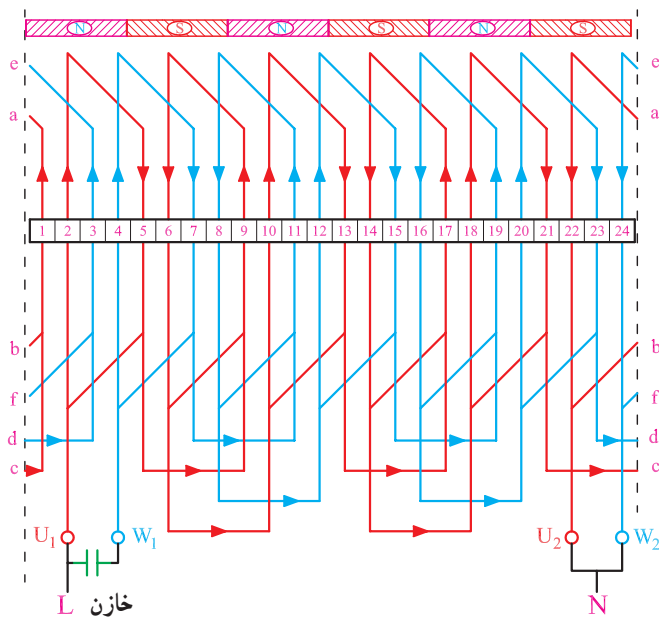 N S N S N S
e e
a a
1 2 3 4 5 6 7 8 9 10 11 12 13 14 15 16 17 18 19 20 21 22 23 24
b b
f f
d d
c c
U1 W1 U2 W2
L خازن N